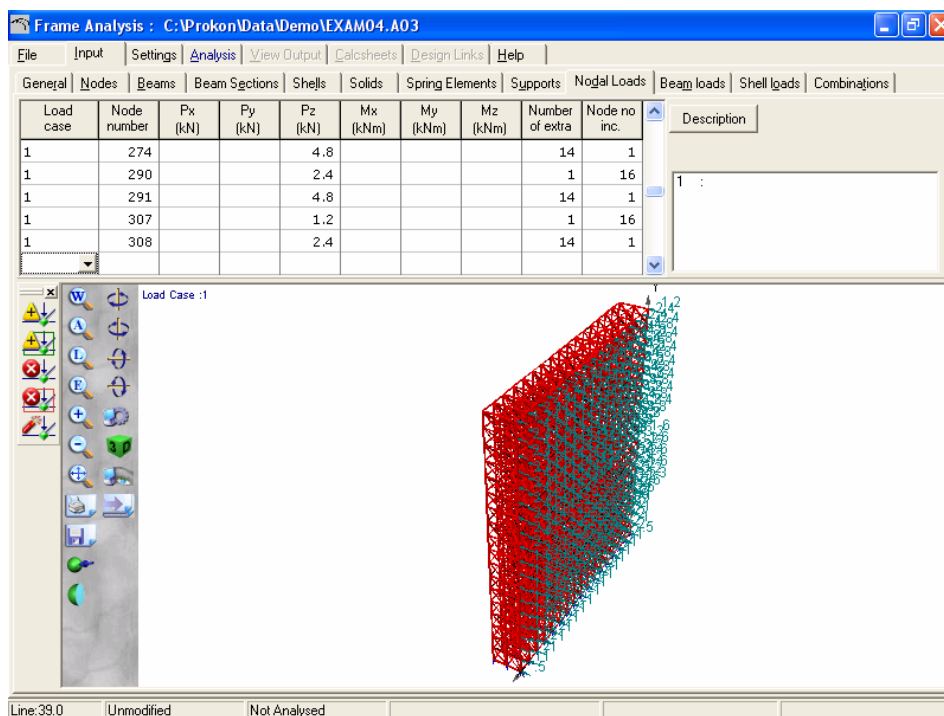 Frame Analysis : C:\Prokon\Data\Demo\EXAM04.A03
File Input Settings Analysis View Output Calcsheets Design Links Help
General Nodes Beams Beam Sections Shells Solids Spring Elements Supports Nodal Loads Beam loads Shell loads Combinations
Load case Node number Px (kN) Py (kN) Pz (kN) Mx (kNm) My (kNm) Mz (kNm) Number of extra Node no inc.
Description
1 274 4.8 14 1
1 290 2.4 1 16
1 291 4.8 14 1
1 307 1.2 1 16
1 308 2.4 14 1
1 :
Load Case :1
W
A
L
E
3D
Y
.5
.5
Line:39.0 Unmodified Not Analysed